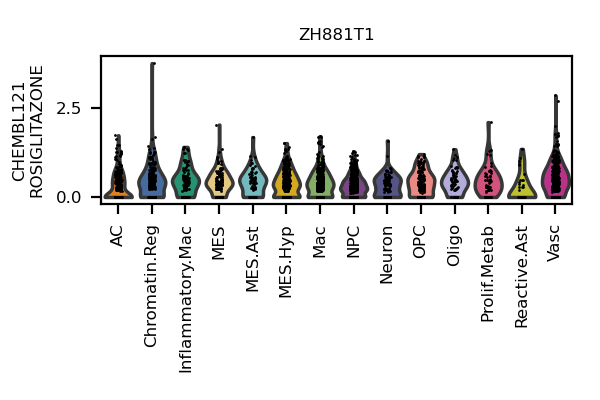 ZH881T1
CHEMBL121
ROSIGLITAZONE
2.5
0.0
AC
Chromatin.Reg
Inflammatory.Mac
MES
MES.Ast
MES.Hyp
Mac
NPC
Neuron
OPC
Oligo
Prolif.Metab
Reactive.Ast
Vasc